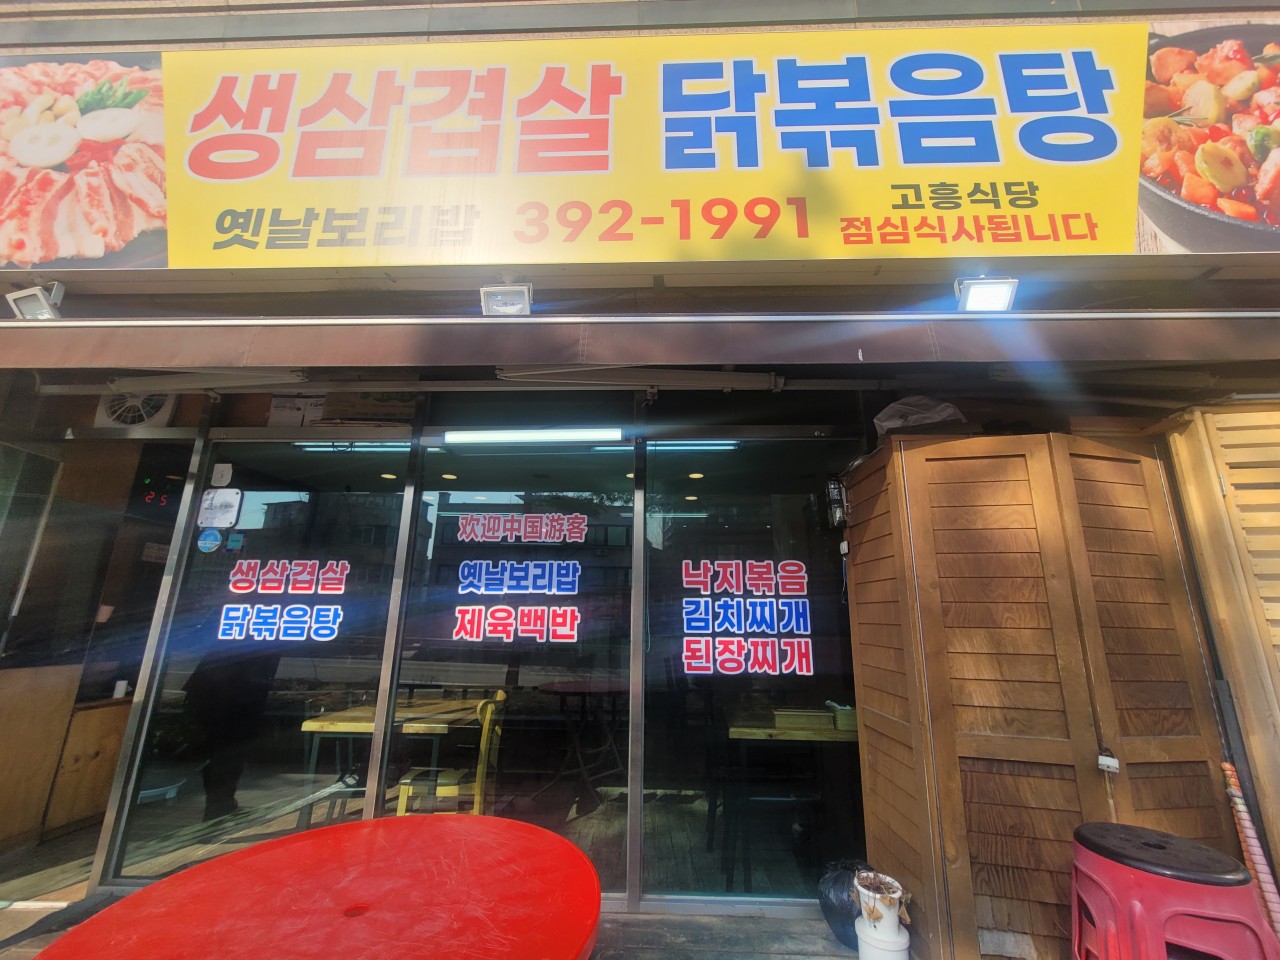 생삼겹살 닭볶음탕
옛날보리밥 392-1991 고흥식당
점심식사됩니다
25
생삼겹살
닭볶음탕
欢迎中国游客
옛날보리밥
제육백반
낙지볶음
김치찌개
된장찌개